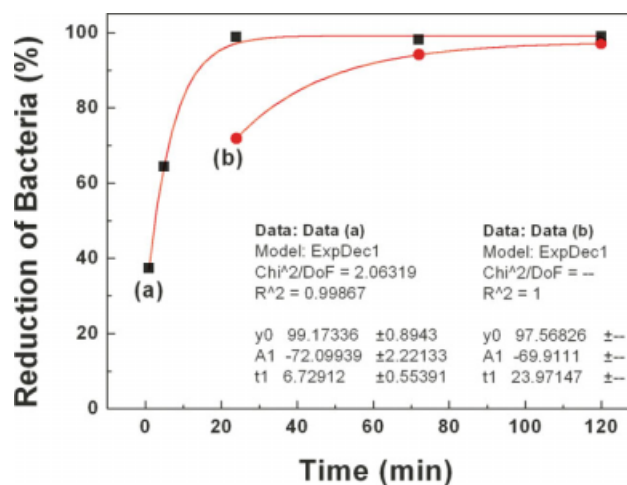 Reduction of Bacteria (%)
100
80
60
40
20
0
(a)
(b)
Data: Data (a)
Model: ExpDec1
Chi^2/DoF = 2.06319
R^2 = 0.99867
y0 99.17336 ±0.8943
A1 -72.09939 ±2.22133
t1 6.72912 ±0.55391
Data: Data (b)
Model: ExpDec1
Chi^2/DoF = --
R^2 = 1
y0 97.56826 ±--
A1 -69.9111 ±--
t1 23.97147 ±--
0 20 40 60 80 100 120
Time (min)